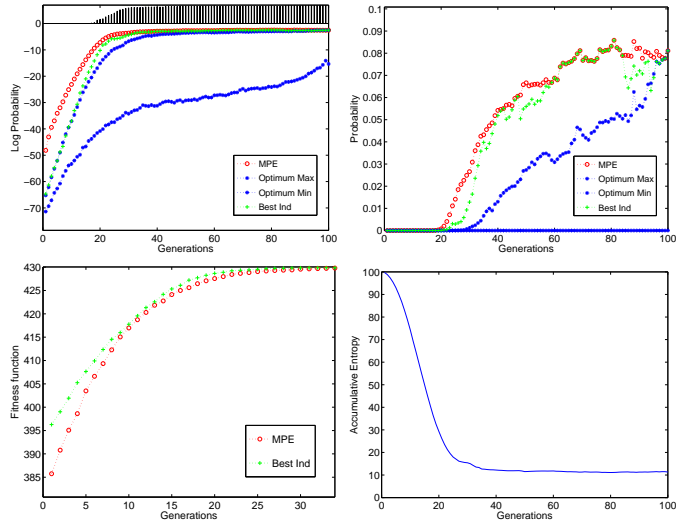 10
0
−10
−20
−30
−40
−50
−60
−70
0 20 40 60 80 100
Log Probability
Generations
MPE
Optimum Max
Optimum Min
Best Ind
0.1
0.09
0.08
0.07
0.06
0.05
0.04
0.03
0.02
0.01
0
0 20 40 60 80 100
Probability
Generations
MPE
Optimum Max
Optimum Min
Best Ind
430
425
420
415
410
405
400
395
390
385
0 5 10 15 20 25 30
Fitness function
Generations
MPE
Best Ind
100
90
80
70
60
50
40
30
20
10
0
0 20 40 60 80 100
Accumulative Entropy
Generations